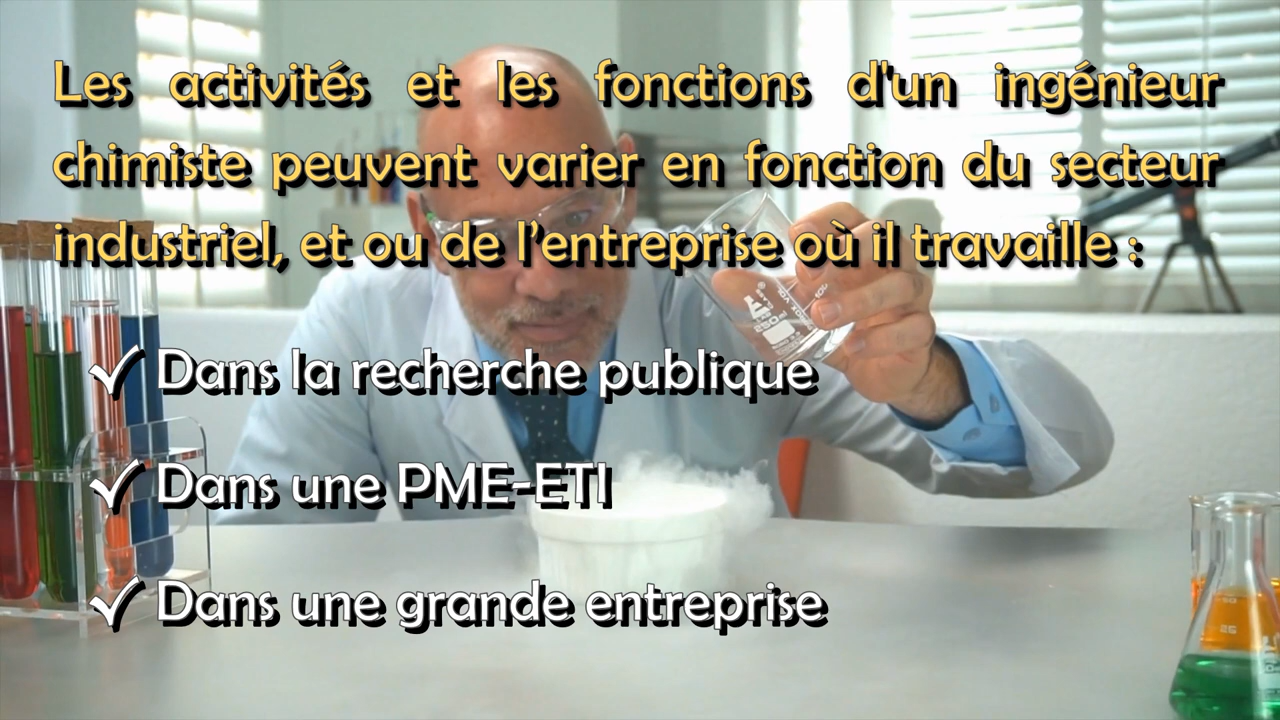 Les activités et les fonctions d'un ingénieur
chimiste peuvent varier en fonction du secteur
industriel, et ou de l’entreprise où il travaille :
✓ Dans la recherche publique
✓ Dans une PME-ETI
✓ Dans une grande entreprise